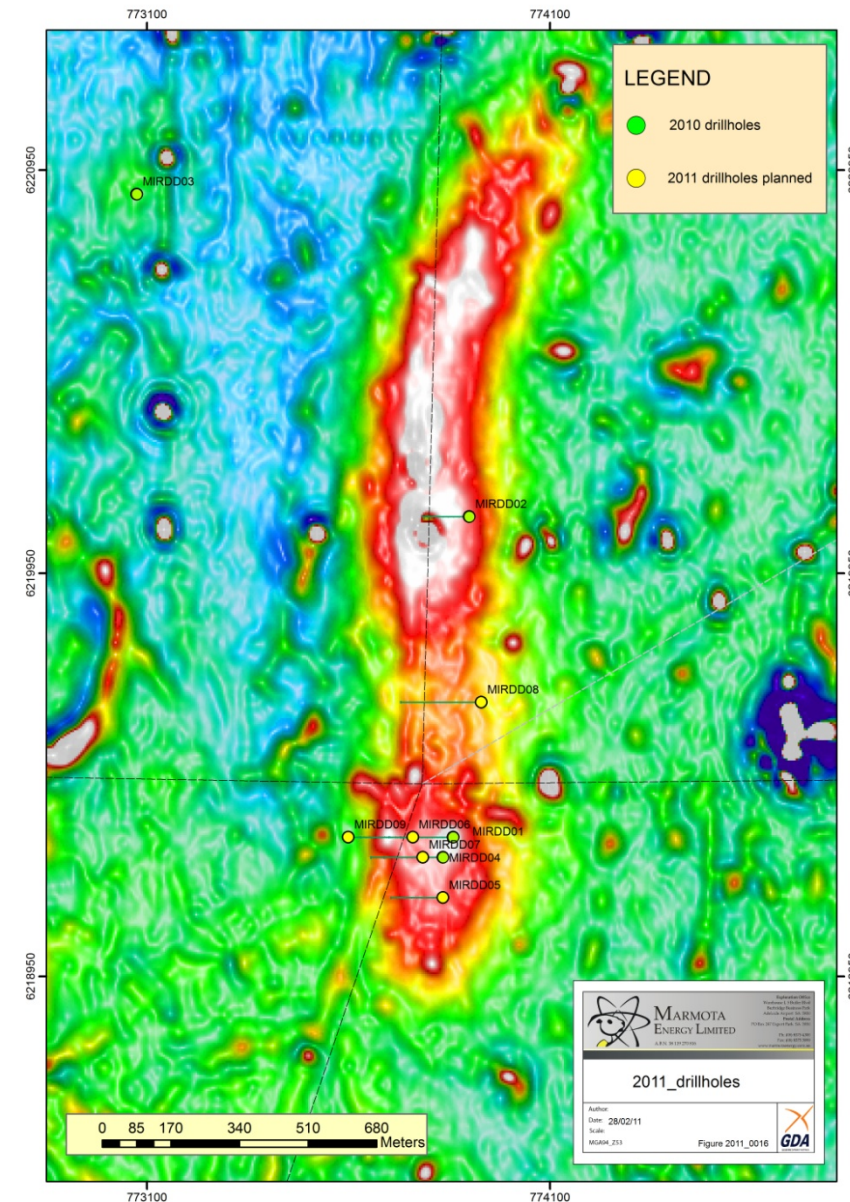 773100
774100
LEGEND
2010 drillholes
2011 drillholes planned
6220950
MIRDD03
MIRDD02
6219950
MIRDD08
MIRDD09
MIRDD06
MIRDD01
MIRDD07
MIRDD04
MIRDD05
6218950
MARMOTA
ENERGY LIMITED
2011_drillholes
Author:
Date: 28/02/11
Scale:
MGA94_Z53
Figure 2011_0016
GDA
0 85 170 340 510 680
Meters
773100
774100